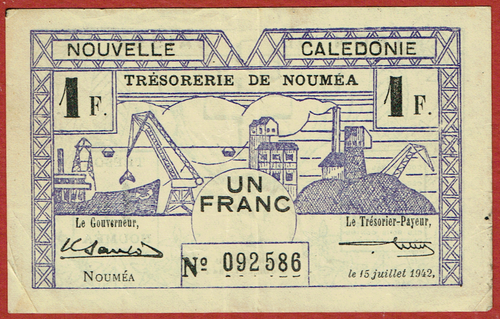 NOUVELLE CALEDONIE
TRÉSORERIE DE NOUMÉA
1 F. 1 F.
UN
FRANC
Le Gouverneur, Le Trésorier-Payeur,
NOUMÉA
Nº 092586
le 15 juillet 1942.